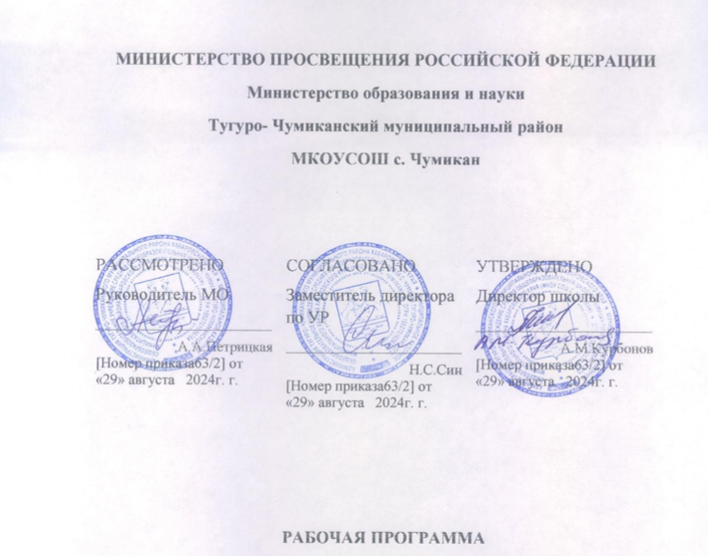 МИНИСТЕРСТВО ПРОСВЕЩЕНИЯ РОССИЙСКОЙ ФЕДЕРАЦИИ
Министерство образования и науки
Тугуро- Чумиканский муниципальный район
МКОУСОШ с. Чумикан
РАССМОТРЕНО
Руководитель МО
А.А.Петрицкая
[Номер приказа63/2] от
«29» августа 2024г. г.
СОГЛАСОВАНО
Заместитель директора
по УР
Н.С.Син
[Номер приказа63/2] от
«29» августа 2024г. г.
УТВЕРЖДЕНО
Директор школы
А.М.Курбонов
[Номер приказа63/2] от
«29» августа 2024г. г.
РАБОЧАЯ ПРОГРАММА